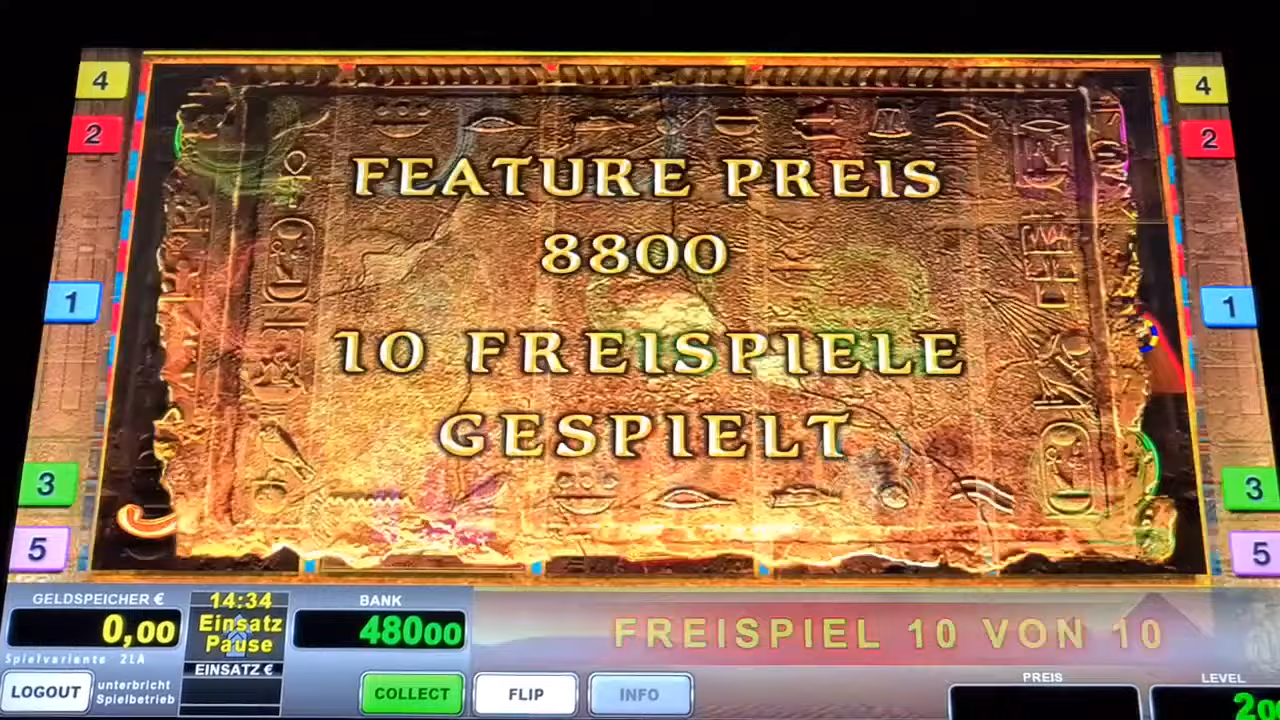 4
4
2
2
FEATURE PREIS
8800
10 FREISPIELE
GESPIELT
1
1
3
3
5
5
GELDSPEICHER €
0,00
14:34
Einsatz
Pause
BANK
48000
FREISPIEL 10 VON 10
Spielvariante 2LA
EINSATZ €
LOGOUT
unterbricht
Spielbetrieb
COLLECT
FLIP
INFO
PREIS
LEVEL